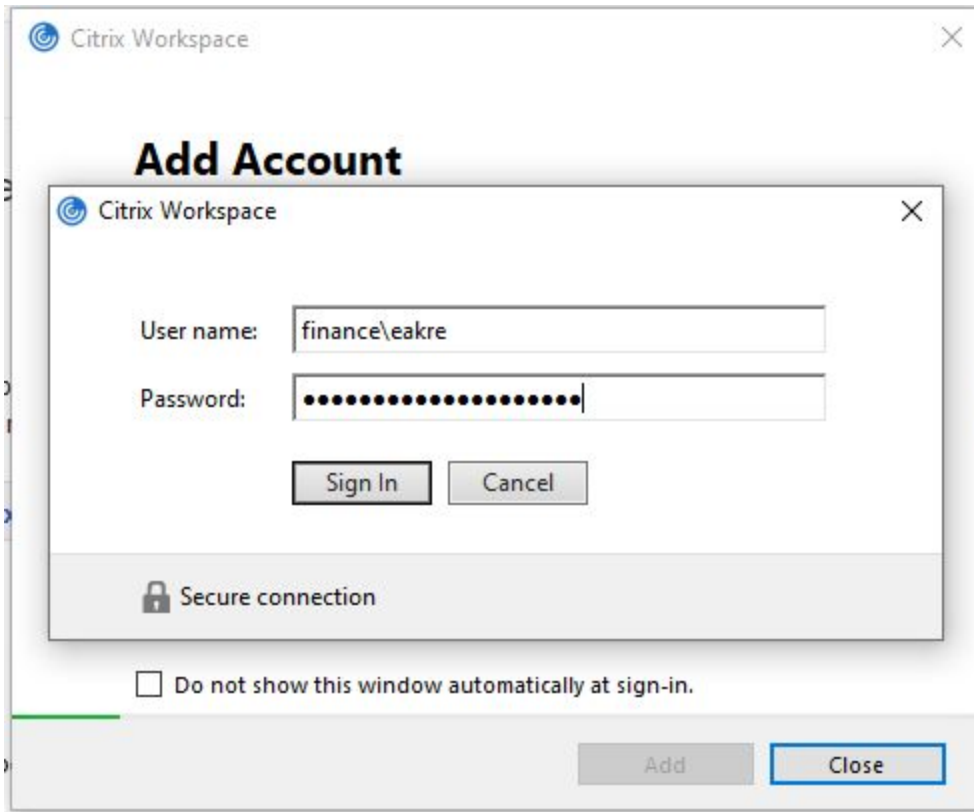 Citrix Workspace
Add Account
Citrix Workspace
User name: finance\eakre
Password: ••••••••••••••••••••
Sign In Cancel
Secure connection
Do not show this window automatically at sign-in.
Add Close